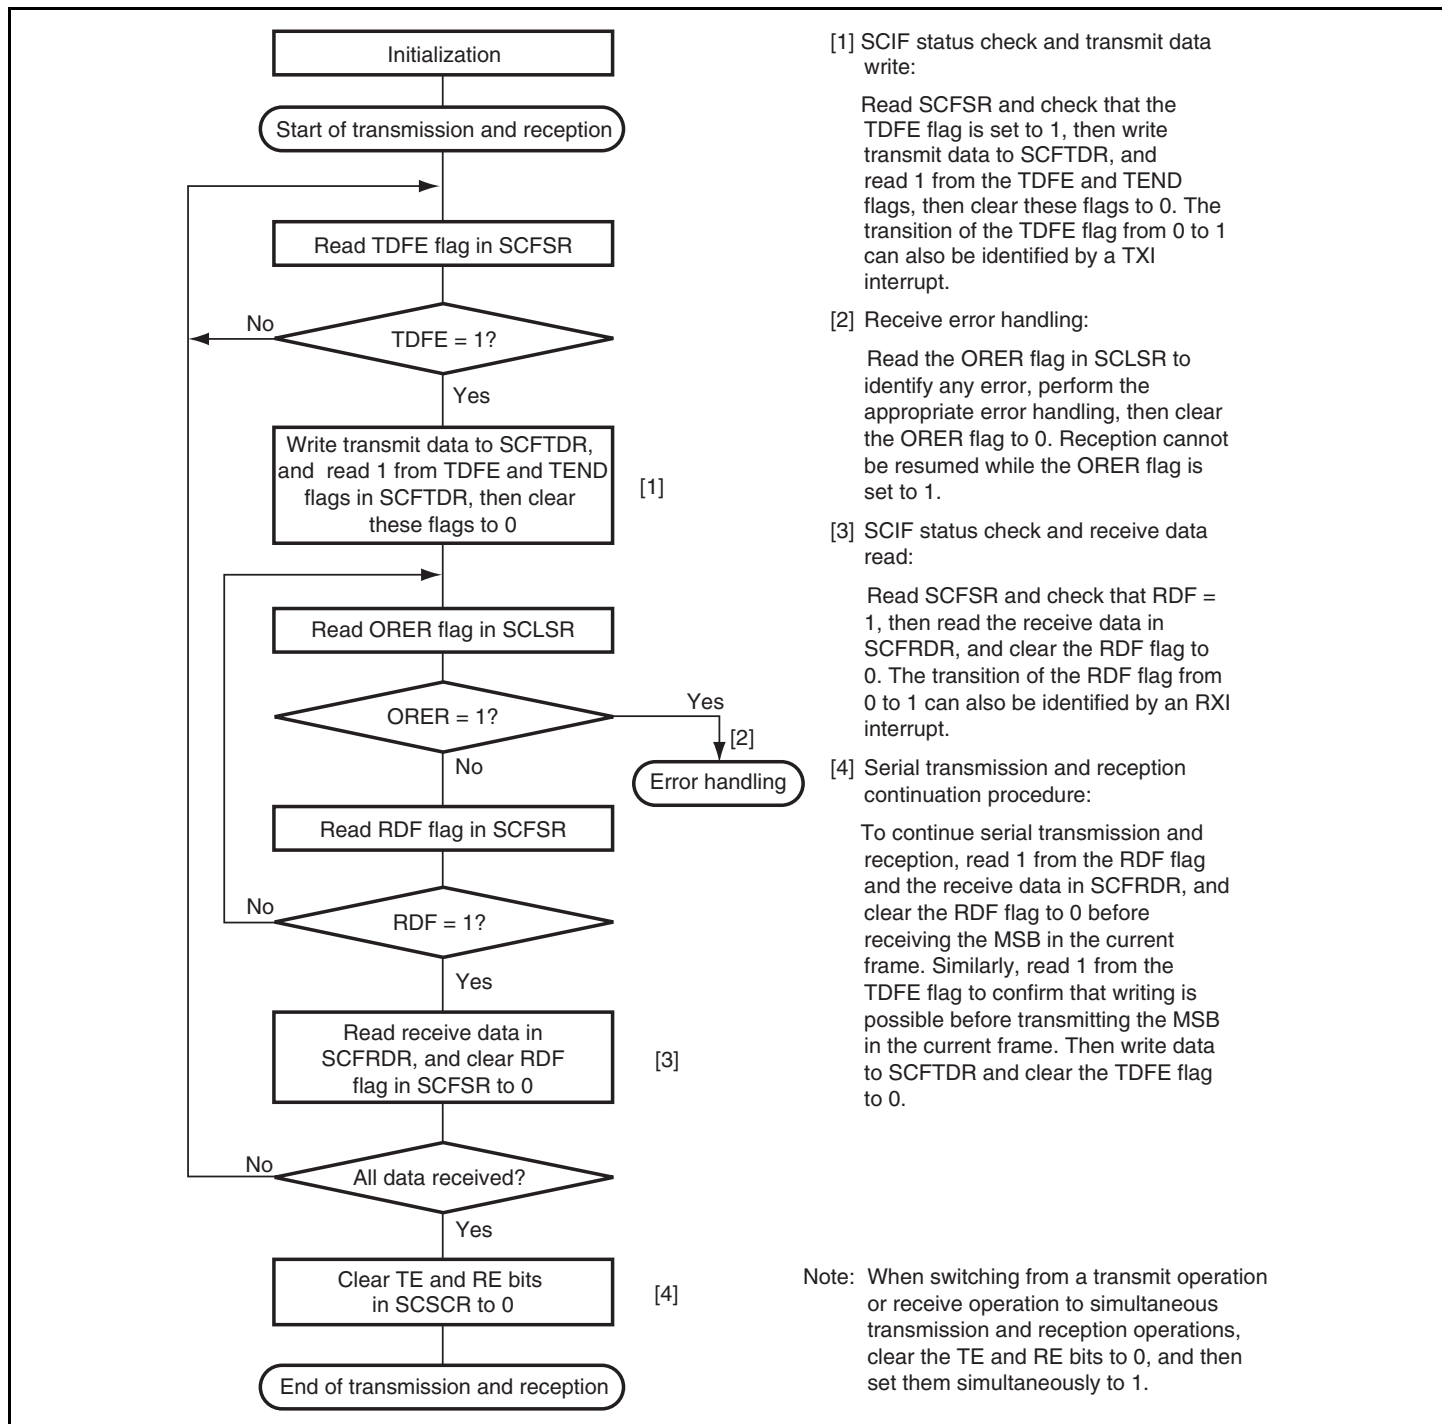 Initialization
Start of transmission and reception
Read TDFE flag in SCFSR
No
TDFE = 1?
Yes
Write transmit data to SCFTDR,
and read 1 from TDFE and TEND
flags in SCFTDR, then clear
these flags to 0
[1]
Read ORER flag in SCLSR
ORER = 1?
Yes
[2]
No
Error handling
Read RDF flag in SCFSR
No
RDF = 1?
Yes
Read receive data in
SCFRDR, and clear RDF
flag in SCFSR to 0
[3]
No
All data received?
Yes
Clear TE and RE bits
in SCSCR to 0
[4]
End of transmission and reception
[1] SCIF status check and transmit data
write:
Read SCFSR and check that the
TDFE flag is set to 1, then write
transmit data to SCFTDR, and
read 1 from the TDFE and TEND
flags, then clear these flags to 0. The
transition of the TDFE flag from 0 to 1
can also be identified by a TXI
interrupt.
[2] Receive error handling:
Read the ORER flag in SCLSR to
identify any error, perform the
appropriate error handling, then clear
the ORER flag to 0. Reception cannot
be resumed while the ORER flag is
set to 1.
[3] SCIF status check and receive data
read:
Read SCFSR and check that RDF =
1, then read the receive data in
SCFRDR, and clear the RDF flag to
0. The transition of the RDF flag from
0 to 1 can also be identified by an RXI
interrupt.
[4] Serial transmission and reception
continuation procedure:
To continue serial transmission and
reception, read 1 from the RDF flag
and the receive data in SCFRDR, and
clear the RDF flag to 0 before
receiving the MSB in the current
frame. Similarly, read 1 from the
TDFE flag to confirm that writing is
possible before transmitting the MSB
in the current frame. Then write data
to SCFTDR and clear the TDFE flag
to 0.
Note: When switching from a transmit operation
or receive operation to simultaneous
transmission and reception operations,
clear the TE and RE bits to 0, and then
set them simultaneously to 1.